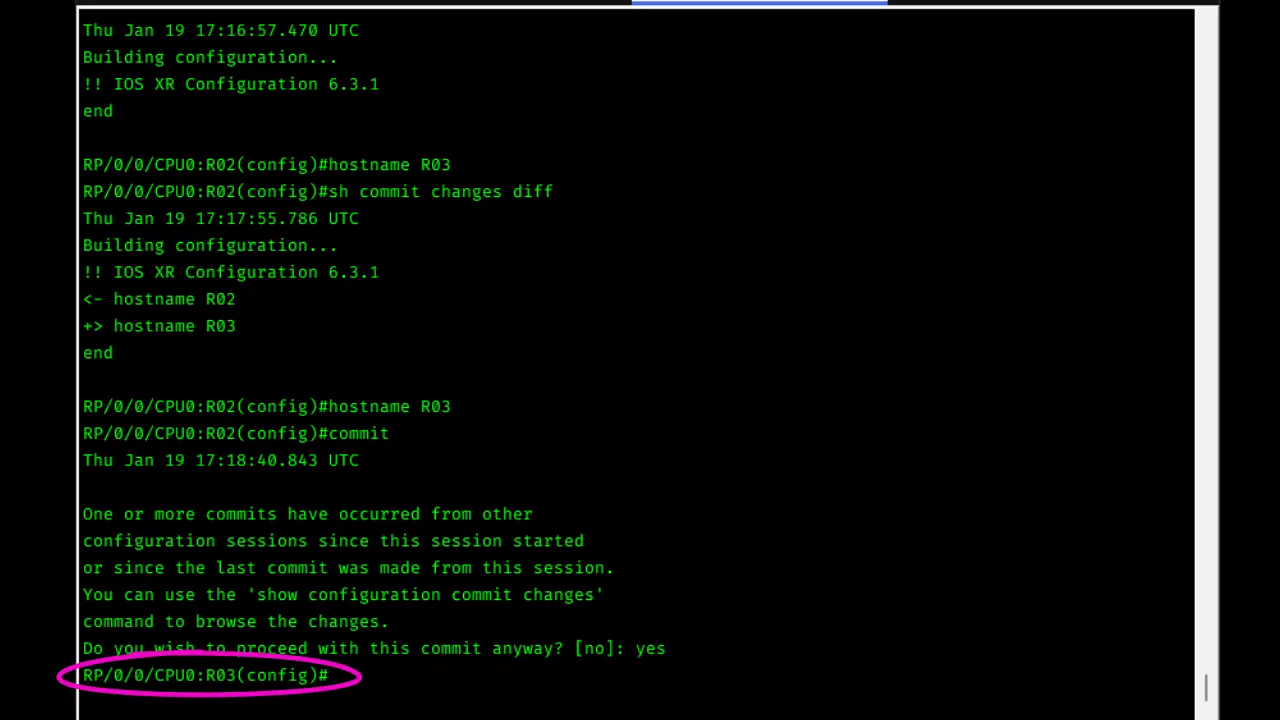 Thu Jan 19 17:16:57.470 UTC
Building configuration...
!! IOS XR Configuration 6.3.1
end
RP/0/0/CPU0:R02(config)#hostname R03
RP/0/0/CPU0:R02(config)#sh commit changes diff
Thu Jan 19 17:17:55.786 UTC
Building configuration...
!! IOS XR Configuration 6.3.1
<- hostname R02
+> hostname R03
end
RP/0/0/CPU0:R02(config)#hostname R03
RP/0/0/CPU0:R02(config)#commit
Thu Jan 19 17:18:40.843 UTC
One or more commits have occurred from other
configuration sessions since this session started
or since the last commit was made from this session.
You can use the 'show configuration commit changes'
command to browse the changes.
Do you wish to proceed with this commit anyway? [no]: yes
RP/0/0/CPU0:R03(config)#